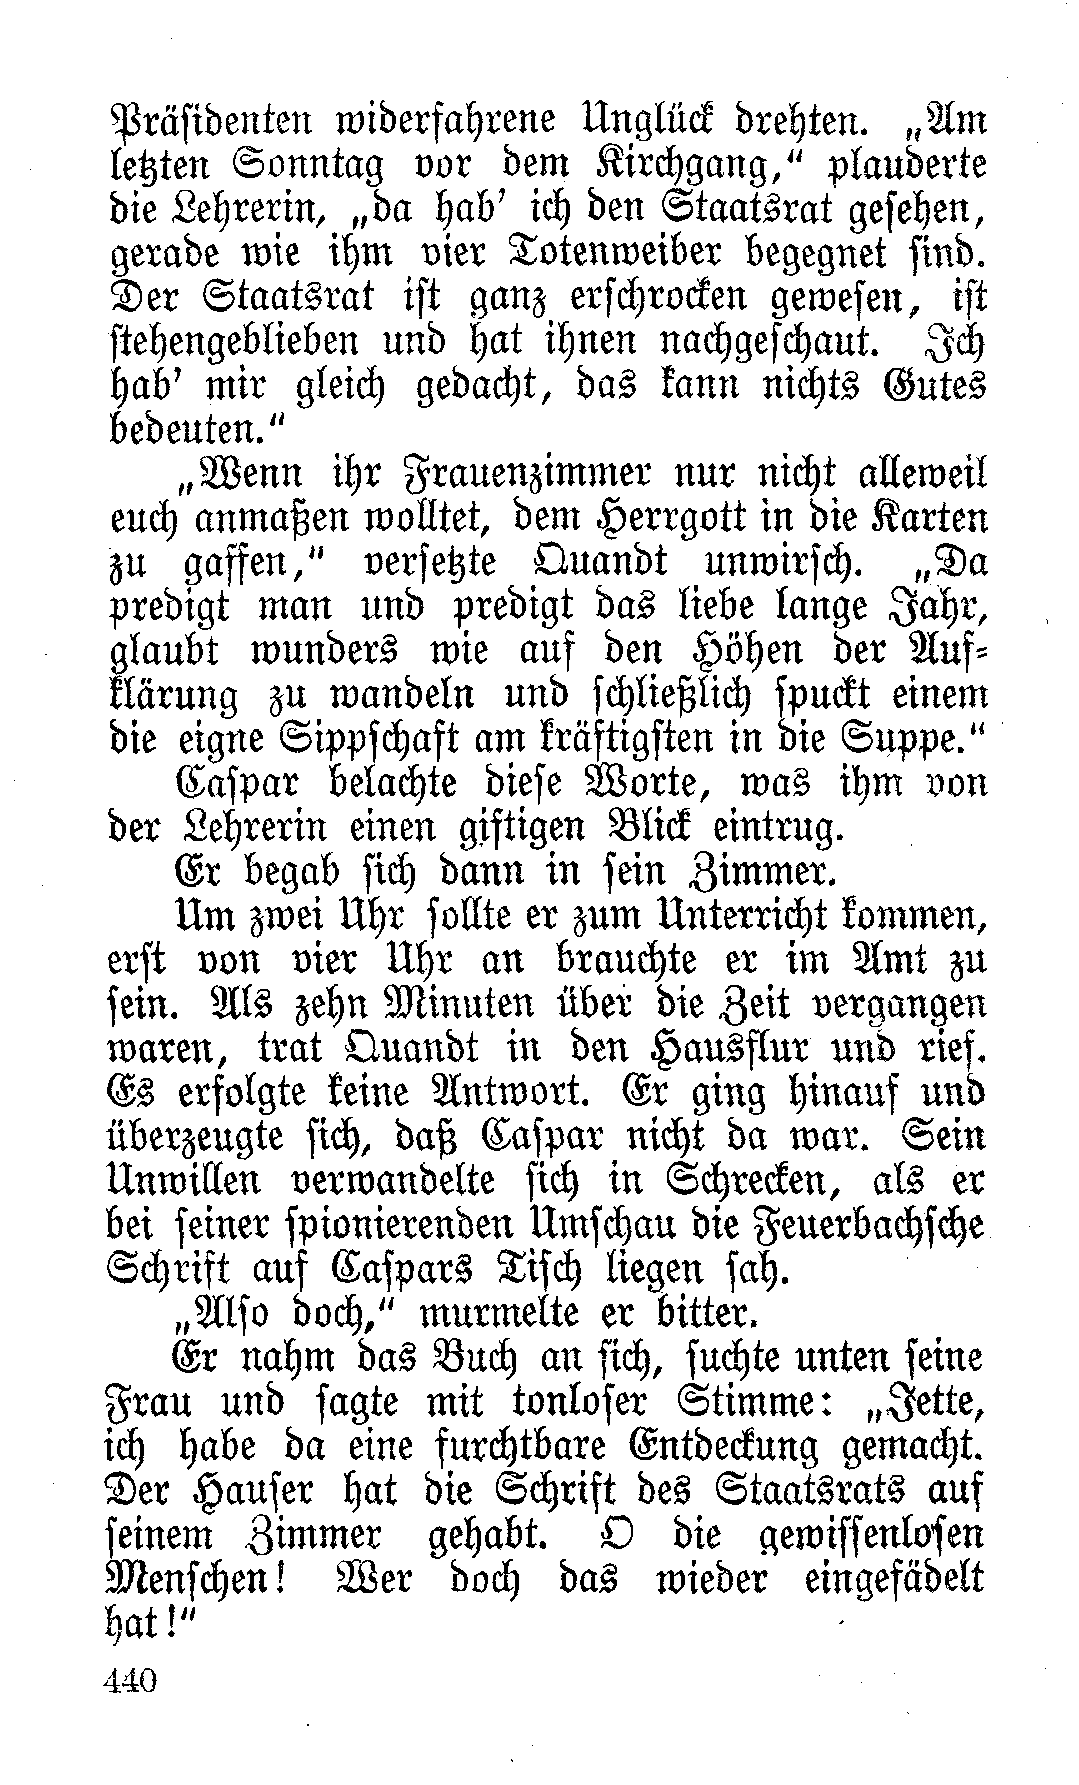 Präsidenten widerfahrene Unglück drehten. „Am
letzten Sonntag vor dem Kirchgang,“ plauderte
die Lehrerin, „da hab' ich den Staatsrat gesehen,
gerade wie ihm vier Totenweiber begegnet sind.
Der Staatsrat ist ganz erschrocken gewesen, ist
stehengeblieben und hat ihnen nachgeschaut. Ich
hab' mir gleich gedacht, das kann nichts Gutes
bedeuten.“
„Wenn ihr Frauenzimmer nur nicht alleweil
euch anmaßen wolltet, dem Herrgott in die Karten
zu gaffen,“ versetzte Quandt unwirsch. „Da
predigt man und predigt das liebe lange Jahr,
glaubt wunders wie auf den Höhen der Auf-
klärung zu wandeln und schließlich spuckt einem
die eigne Sippschaft am kräftigsten in die Suppe.“
Caspar belachte diese Worte, was ihm von
der Lehrerin einen giftigen Blick eintrug.
Er begab sich dann in sein Zimmer.
Um zwei Uhr sollte er zum Unterricht kommen,
erst von vier Uhr an brauchte er im Amt zu
sein. Als zehn Minuten über die Zeit vergangen
waren, trat Quandt in den Hausflur und rief.
Es erfolgte keine Antwort. Er ging hinauf und
überzeugte sich, daß Caspar nicht da war. Sein
Unwillen verwandelte sich in Schrecken, als er
bei seiner spionierenden Umschau die Feuerbachsche
Schrift auf Caspars Tisch liegen sah.
„Also doch,“ murmelte er bitter.
Er nahm das Buch an sich, suchte unten seine
Frau und sagte mit tonloser Stimme: „Jette,
ich habe da eine furchtbare Entdeckung gemacht.
Der Hauser hat die Schrift des Staatsrats auf
seinem Zimmer gehabt. O die gewissenlosen
Menschen! Wer doch das wieder eingefädelt
hat!“
440